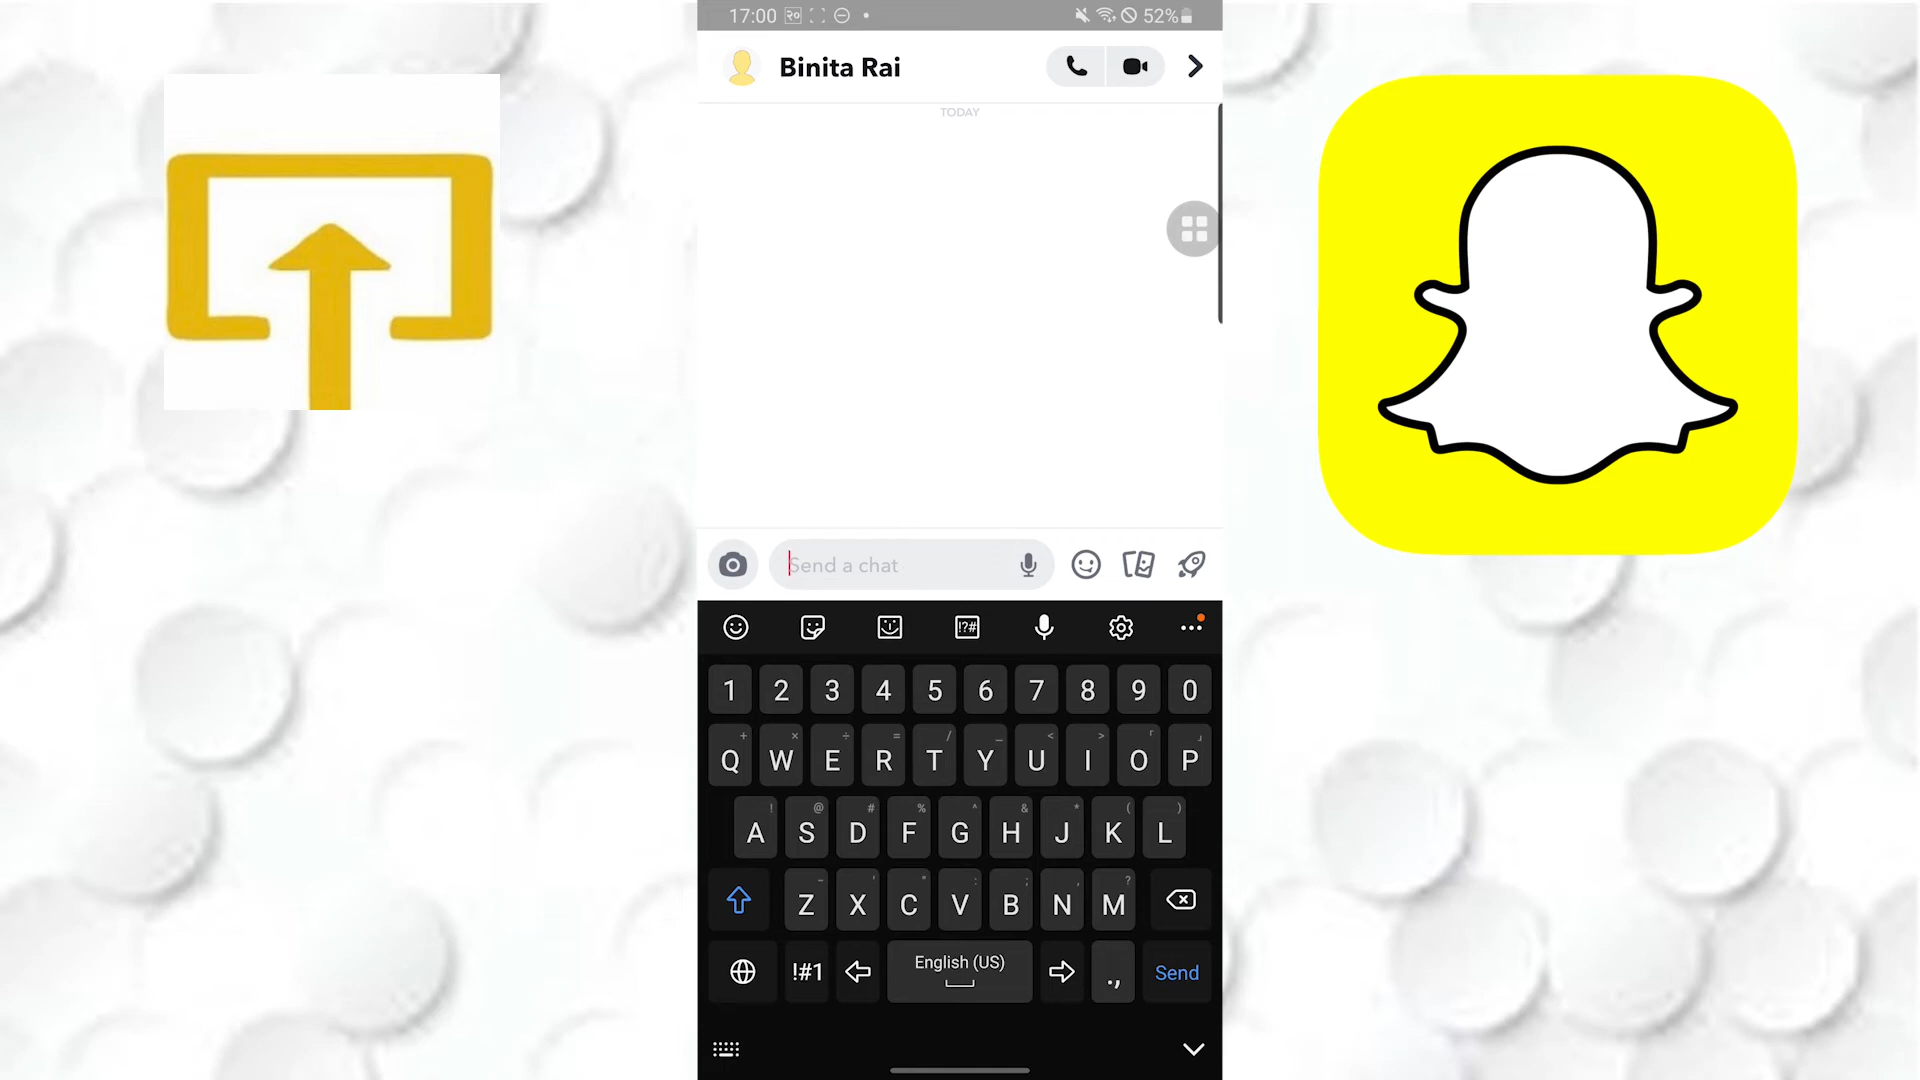 17:00 २० 52%
Binita Rai
TODAY
Send a chat
!?#
1 2 3 4 5 6 7 8 9 0
+ × ÷ = / _ < >
Q W E R T Y U I O P
! @ # % ^ & * ( )
A S D F G H J K L
- ' " : ; , ?
Z X C V B N M
!#1 English (US) ., Send